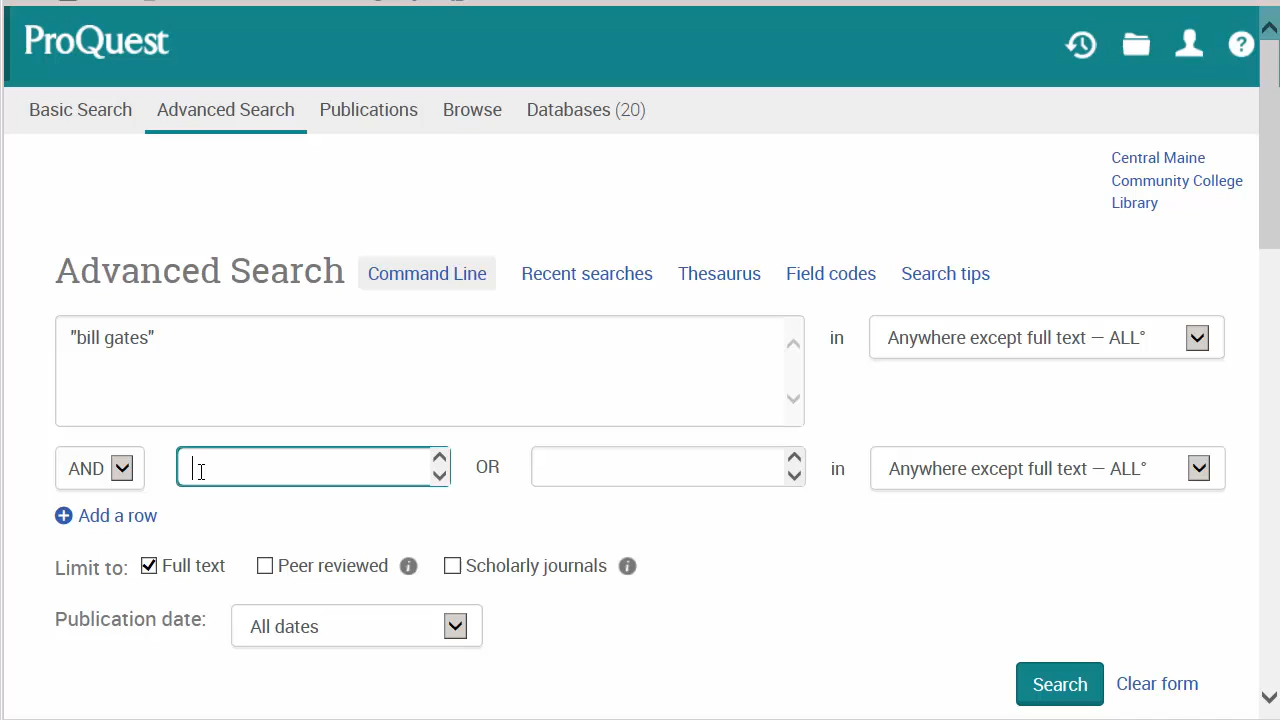 ProQuest
Basic Search Advanced Search Publications Browse Databases (20)
Central Maine
Community College
Library
Advanced Search Command Line Recent searches Thesaurus Field codes Search tips
"bill gates" in Anywhere except full text — ALL°
AND OR in Anywhere except full text — ALL°
Add a row
Limit to: Full text Peer reviewed i Scholarly journals i
Publication date: All dates
Search Clear form